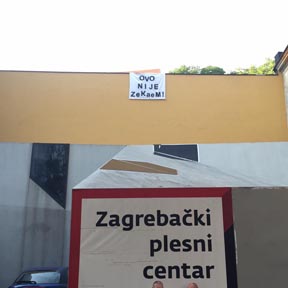 OVO
NIJE
ZeKaeM!
Zagrebački
plesni
centar